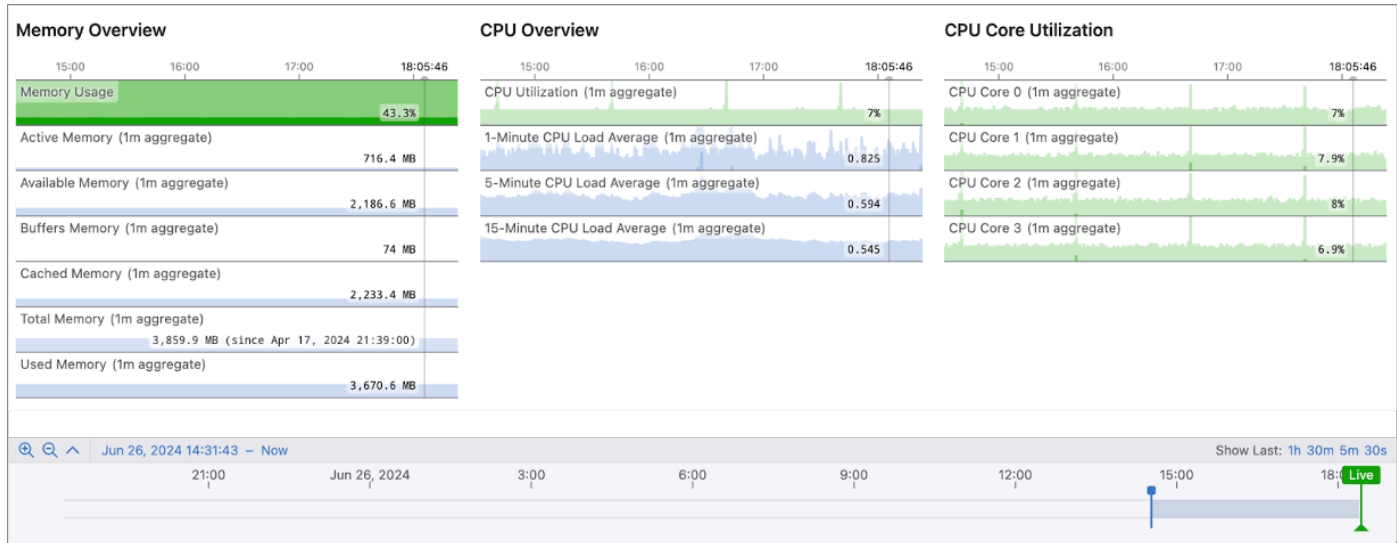 Memory Overview
15:00 16:00 17:00 18:05:46
Memory Usage
43.3%
Active Memory (1m aggregate)
716.4 MB
Available Memory (1m aggregate)
2,186.6 MB
Buffers Memory (1m aggregate)
74 MB
Cached Memory (1m aggregate)
2,233.4 MB
Total Memory (1m aggregate)
3,859.9 MB (since Apr 17, 2024 21:39:00)
Used Memory (1m aggregate)
3,670.6 MB
CPU Overview
15:00 16:00 17:00 18:05:46
CPU Utilization (1m aggregate)
7%
1-Minute CPU Load Average (1m aggregate)
0.825
5-Minute CPU Load Average (1m aggregate)
0.594
15-Minute CPU Load Average (1m aggregate)
0.545
CPU Core Utilization
15:00 16:00 17:00 18:05:46
CPU Core 0 (1m aggregate)
7%
CPU Core 1 (1m aggregate)
7.9%
CPU Core 2 (1m aggregate)
8%
CPU Core 3 (1m aggregate)
6.9%
Jun 26, 2024 14:31:43 – Now Show Last: 1h 30m 5m 30s
21:00 Jun 26, 2024 3:00 6:00 9:00 12:00 15:00 Live